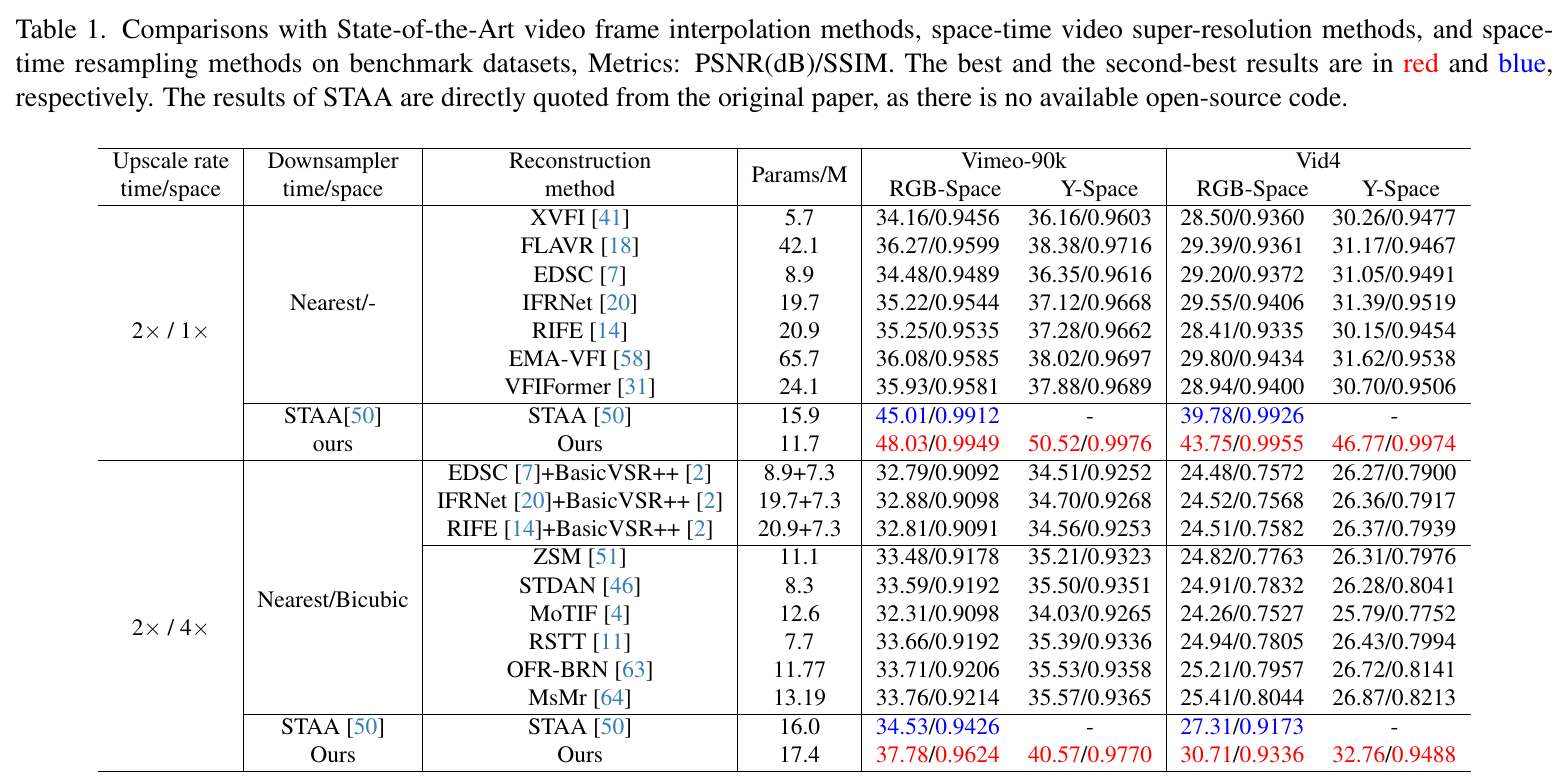 Table 1. Comparisons with State-of-the-Art video frame interpolation methods, space-time video super-resolution methods, and space-
time resampling methods on benchmark datasets, Metrics: PSNR(dB)/SSIM. The best and the second-best results are in red and blue,
respectively. The results of STAA are directly quoted from the original paper, as there is no available open-source code.
Upscale rate Downsampler Reconstruction Params/M Vimeo-90k Vid4
time/space time/space method RGB-Space Y-Space RGB-Space Y-Space
XVFI [41] 5.7 34.16/0.9456 36.16/0.9603 28.50/0.9360 30.26/0.9477
FLAVR [18] 42.1 36.27/0.9599 38.38/0.9716 29.39/0.9361 31.17/0.9467
EDSC [7] 8.9 34.48/0.9489 36.35/0.9616 29.20/0.9372 31.05/0.9491
Nearest/- IFRNet [20] 19.7 35.22/0.9544 37.12/0.9668 29.55/0.9406 31.39/0.9519
2× / 1× RIFE [14] 20.9 35.25/0.9535 37.28/0.9662 28.41/0.9335 30.15/0.9454
EMA-VFI [58] 65.7 36.08/0.9585 38.02/0.9697 29.80/0.9434 31.62/0.9538
VFIFormer [31] 24.1 35.93/0.9581 37.88/0.9689 28.94/0.9400 30.70/0.9506
STAA[50] STAA [50] 15.9 45.01/0.9912 - 39.78/0.9926 -
ours Ours 11.7 48.03/0.9949 50.52/0.9976 43.75/0.9955 46.77/0.9974
EDSC [7]+BasicVSR++ [2] 8.9+7.3 32.79/0.9092 34.51/0.9252 24.48/0.7572 26.27/0.7900
IFRNet [20]+BasicVSR++ [2] 19.7+7.3 32.88/0.9098 34.70/0.9268 24.52/0.7568 26.36/0.7917
RIFE [14]+BasicVSR++ [2] 20.9+7.3 32.81/0.9091 34.56/0.9253 24.51/0.7582 26.37/0.7939
ZSM [51] 11.1 33.48/0.9178 35.21/0.9323 24.82/0.7763 26.31/0.7976
Nearest/Bicubic STDAN [46] 8.3 33.59/0.9192 35.50/0.9351 24.91/0.7832 26.28/0.8041
2× / 4× MoTIF [4] 12.6 32.31/0.9098 34.03/0.9265 24.26/0.7527 25.79/0.7752
RSTT [11] 7.7 33.66/0.9192 35.39/0.9336 24.94/0.7805 26.43/0.7994
OFR-BRN [63] 11.77 33.71/0.9206 35.53/0.9358 25.21/0.7957 26.72/0.8141
MsMr [64] 13.19 33.76/0.9214 35.57/0.9365 25.41/0.8044 26.87/0.8213
STAA [50] STAA [50] 16.0 34.53/0.9426 - 27.31/0.9173 -
Ours Ours 17.4 37.78/0.9624 40.57/0.9770 30.71/0.9336 32.76/0.9488